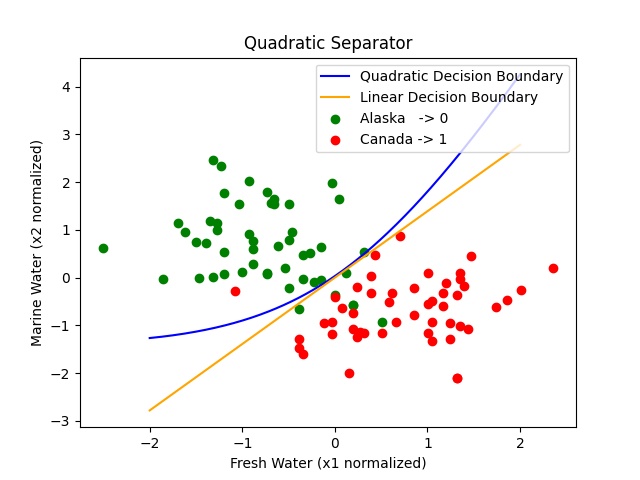 Quadratic Separator
Quadratic Decision Boundary
Linear Decision Boundary
Alaska   -> 0
Canada -> 1
Marine Water (x2 normalized)
4
3
2
1
0
−1
−2
−3
−2
−1
0
1
2
Fresh Water (x1 normalized)